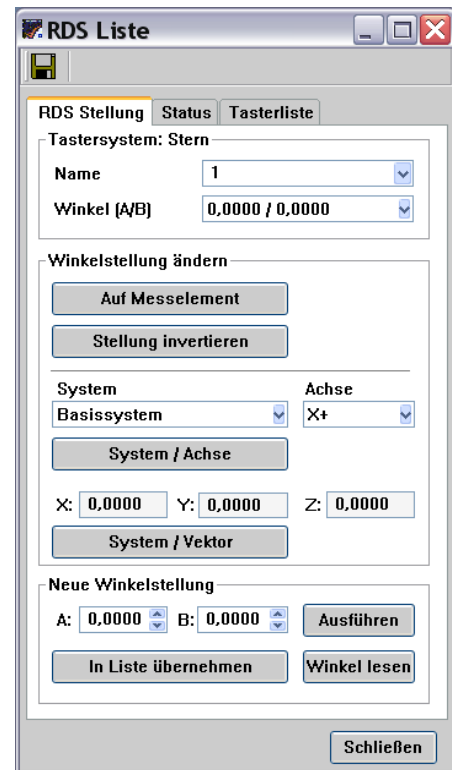 RDS Liste
RDS Stellung Status Tasterliste
Tastersystem: Stern
Name 1
Winkel (A/B) 0,0000 / 0,0000
Winkelstellung ändern
Auf Messelement
Stellung invertieren
System Achse
Basissystem X+
System / Achse
X: 0,0000 Y: 0,0000 Z: 0,0000
System / Vektor
Neue Winkelstellung
A: 0,0000 B: 0,0000 Ausführen
In Liste übernehmen Winkel lesen
Schließen